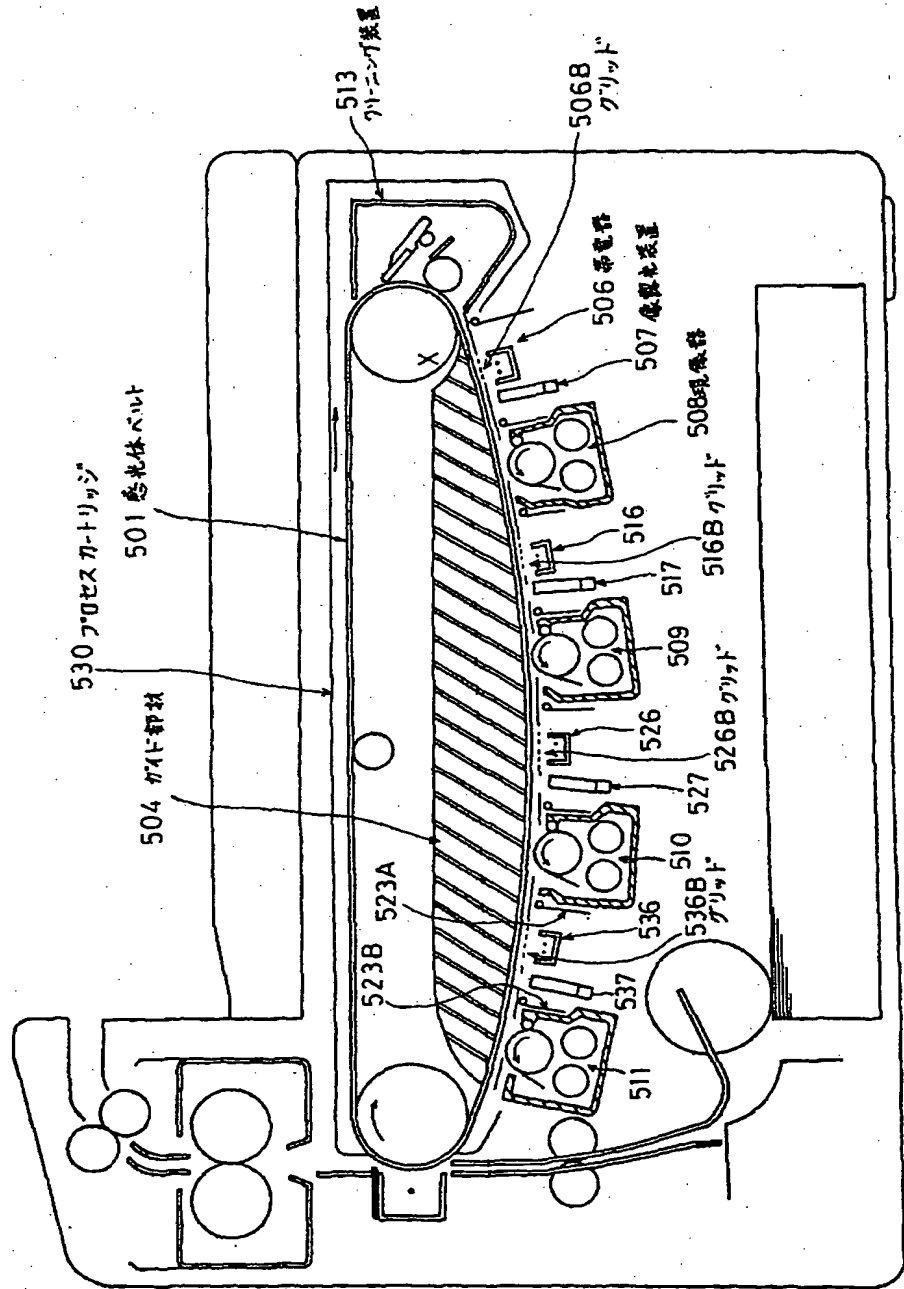 530 プロセスカートリッジ
501 感光体ベルト
504 ガイド部材
513
クリーニング装置
506B
グリッド
506 帯電器
507 像露光装置
508 現像器
516
516B グリッド
517
509
526
526B グリッド
527
510
523A
523B
536
536B
グリッド
537
511
X